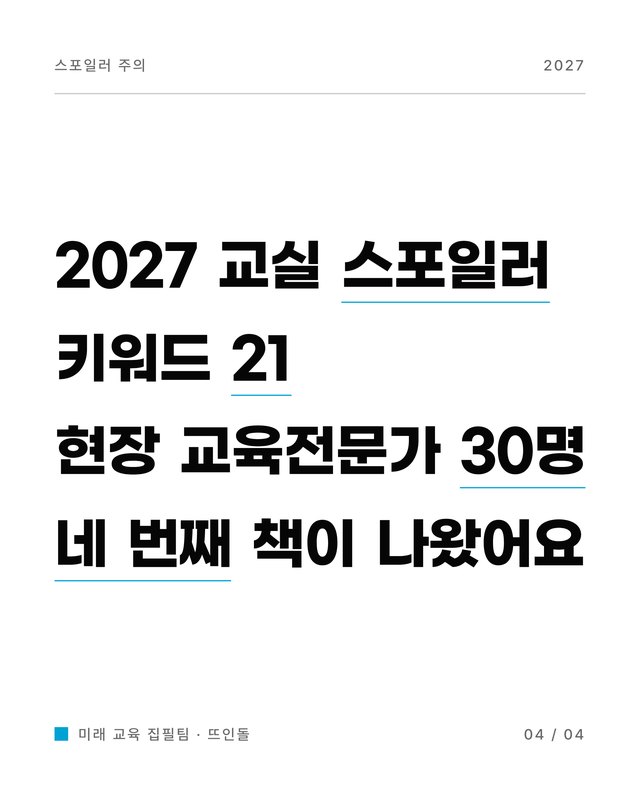 스포일러 주의
2027
2027 교실 스포일러
키워드 21
현장 교육전문가 30명
네 번째 책이 나왔어요
미래 교육 집필팀 · 뜨인돌
04 / 04